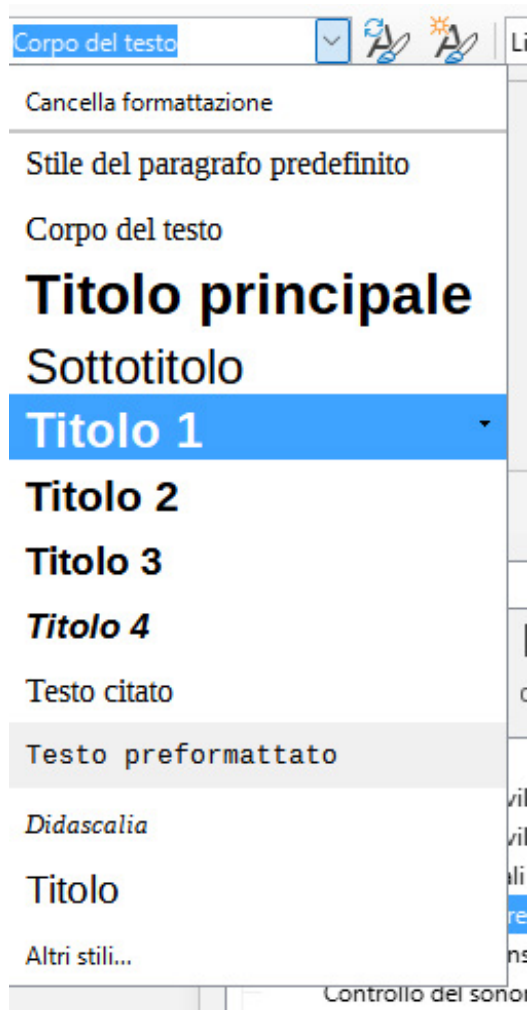 Corpo del testo
Cancella formattazione
Stile del paragrafo predefinito
Corpo del testo
Titolo principale
Sottotitolo
Titolo 1
Titolo 2
Titolo 3
Titolo 4
Testo citato
Testo preformattato
Didascalia
Titolo
Altri stili...
Controllo del